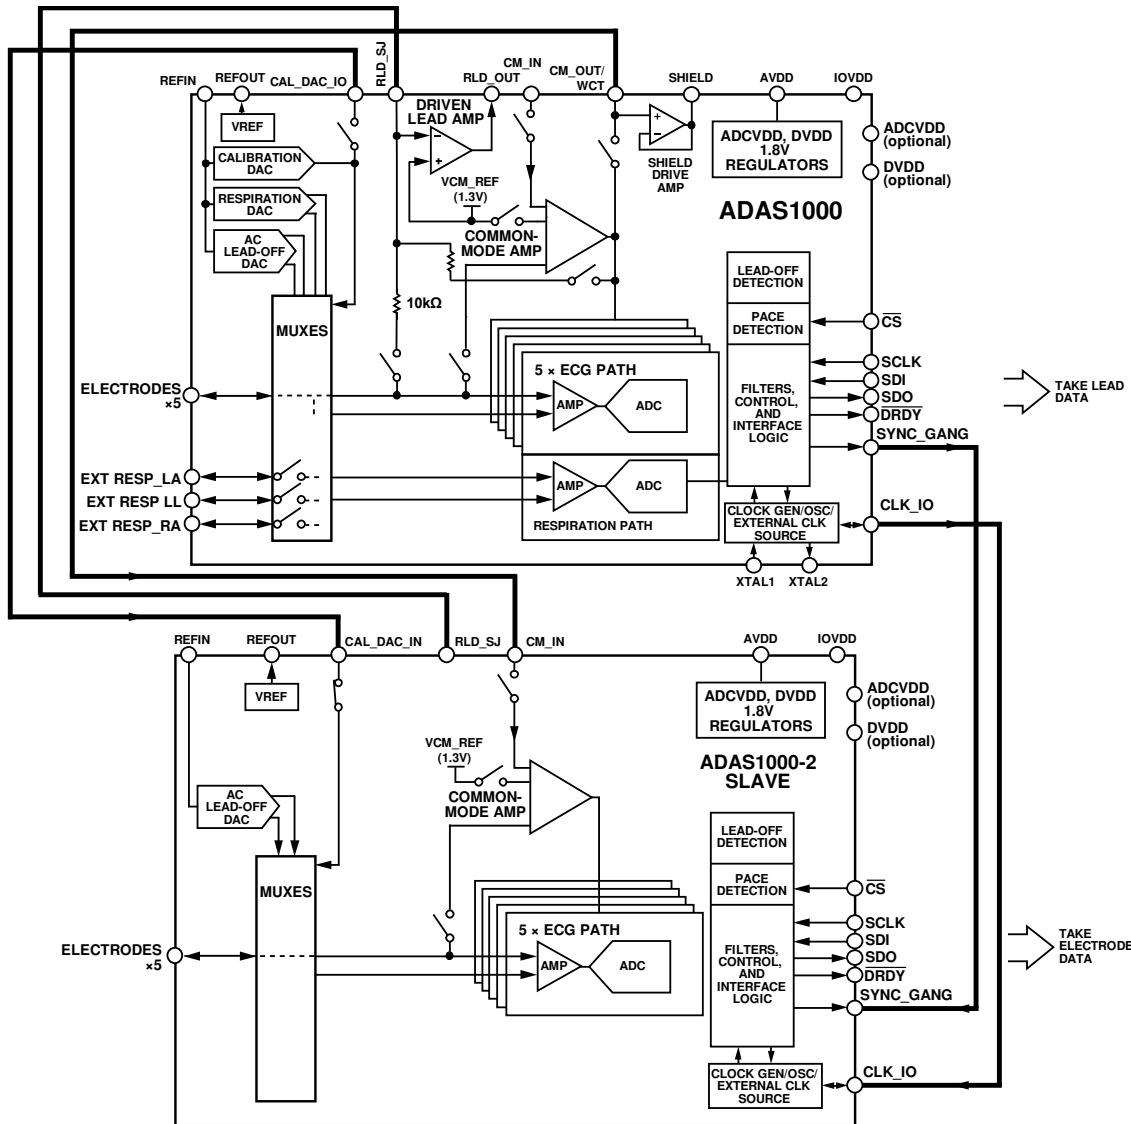 REFIN
REFOUT
CAL_DAC_IO
RLD_SJ
RLD_OUT
CM_IN
CM_OUT/
WCT
SHIELD
AVDD
IOVDD
DRIVEN
LEAD AMP
VREF
CALIBRATION
DAC
RESPIRATION
DAC
AC
LEAD-OFF
DAC
VCM_REF
(1.3V)
COMMON-
MODE AMP
SHIELD
DRIVE
AMP
ADCVDD, DVDD
1.8V
REGULATORS
ADCVDD
(optional)
DVDD
(optional)
ADAS1000
10kΩ
MUXES
LEAD-OFF
DETECTION
PACE
DETECTION
FILTERS,
CONTROL,
AND
INTERFACE
LOGIC
5 × ECG PATH
AMP
ADC
AMP
ADC
RESPIRATION PATH
ELECTRODES
×5
EXT RESP_LA
EXT RESP LL
EXT RESP_RA
CS
SCLK
SDI
SDO
DRDY
SYNC_GANG
TAKE LEAD
DATA
CLOCK GEN/OSC/
EXTERNAL CLK
SOURCE
CLK_IO
XTAL1
XTAL2
REFIN
REFOUT
CAL_DAC_IN
RLD_SJ
CM_IN
AVDD
IOVDD
VREF
ADCVDD, DVDD
1.8V
REGULATORS
ADCVDD
(optional)
DVDD
(optional)
VCM_REF
(1.3V)
COMMON-
MODE AMP
ADAS1000-2
SLAVE
AC
LEAD-OFF
DAC
MUXES
LEAD-OFF
DETECTION
PACE
DETECTION
FILTERS,
CONTROL,
AND
INTERFACE
LOGIC
5 × ECG PATH
AMP
ADC
ELECTRODES
×5
CS
SCLK
SDI
SDO
DRDY
SYNC_GANG
TAKE
ELECTRODE
DATA
CLOCK GEN/OSC/
EXTERNAL CLK
SOURCE
CLK_IO